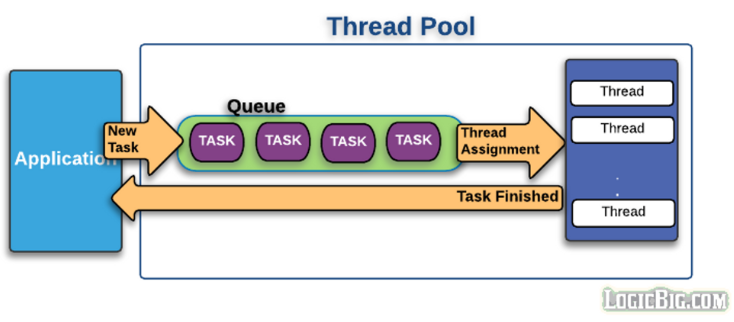 Thread Pool
Application
New
Task
Queue
TASK TASK TASK TASK
Thread
Assignment
Thread
Thread
.
.
Thread
Task Finished
LOGICBIG.COM